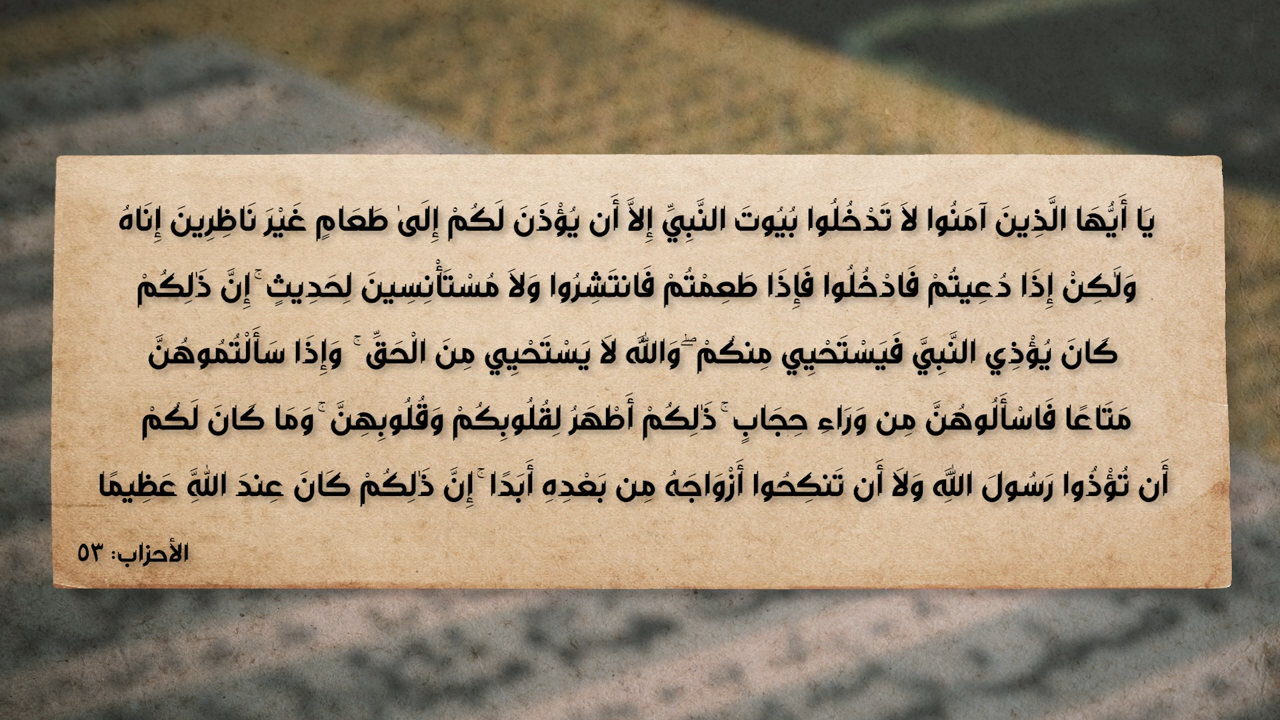 يَا أَيُّهَا الَّذِينَ آمَنُوا لاَ تَدْخُلُوا بُيُوتَ النَّبِيِّ إِلاَّ أَن يُؤْذَنَ لَكُمْ إِلَىٰ طَعَامٍ غَيْرَ نَاظِرِينَ إِنَاهُ
وَلَكِنْ إِذَا دُعِيتُمْ فَادْخُلُوا فَإِذَا طَعِمْتُمْ فَانتَشِرُوا وَلاَ مُسْتَأْنِسِينَ لِحَدِيثٍ ۚ إِنَّ ذَٰلِكُمْ
كَانَ يُؤْذِي النَّبِيَّ فَيَسْتَحْيِي مِنكُمْ ۖ وَاللَّه لاَ يَسْتَحْيِي مِنَ الْحَقِّ ۚ وَإِذَا سَأَلْتُمُوهُنَّ
مَتَاعًا فَاسْأَلُوهُنَّ مِن وَرَاءِ حِجَابٍ ۚ ذَٰلِكُمْ أَطْهَرُ لِقُلُوبِكُمْ وَقُلُوبِهِنَّ ۚ وَمَا كَانَ لَكُمْ
أَن تُؤْذُوا رَسُولَ اللَّهِ وَلاَ أَن تَنكِحُوا أَزْوَاجَهُ مِن بَعْدِهِ أَبَدًا ۚ إِنَّ ذَٰلِكُمْ كَانَ عِندَ اللَّهِ عَظِيمًا
الأحزاب: ٥٣